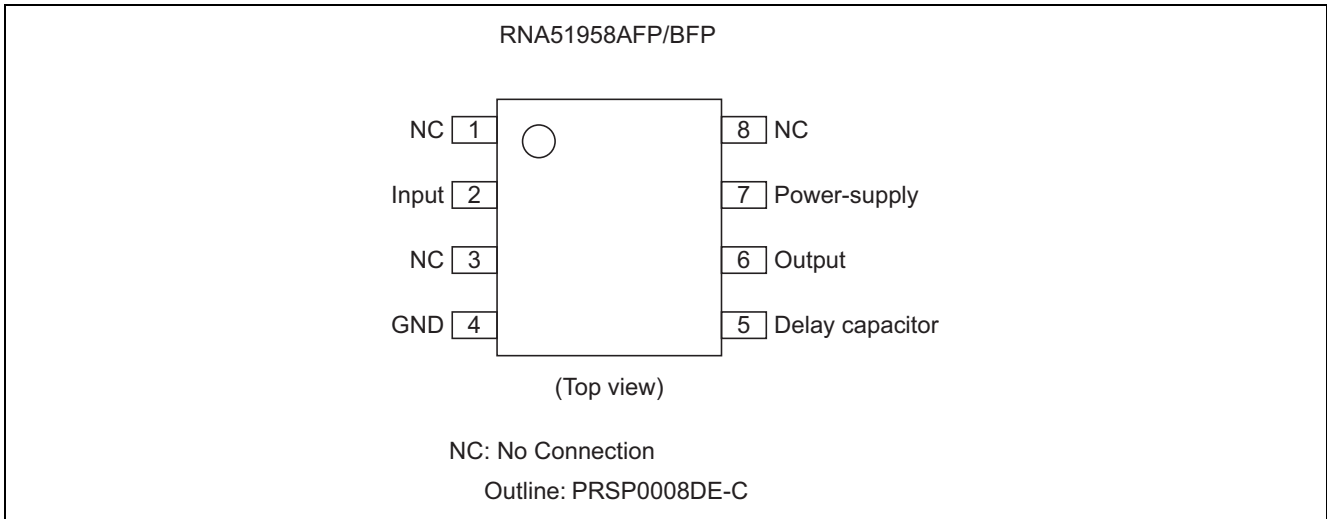 RNA51958AFP/BFP
NC 1
8 NC
Input 2
7 Power-supply
NC 3
6 Output
GND 4
5 Delay capacitor
(Top view)
NC: No Connection
Outline: PRSP0008DE-C